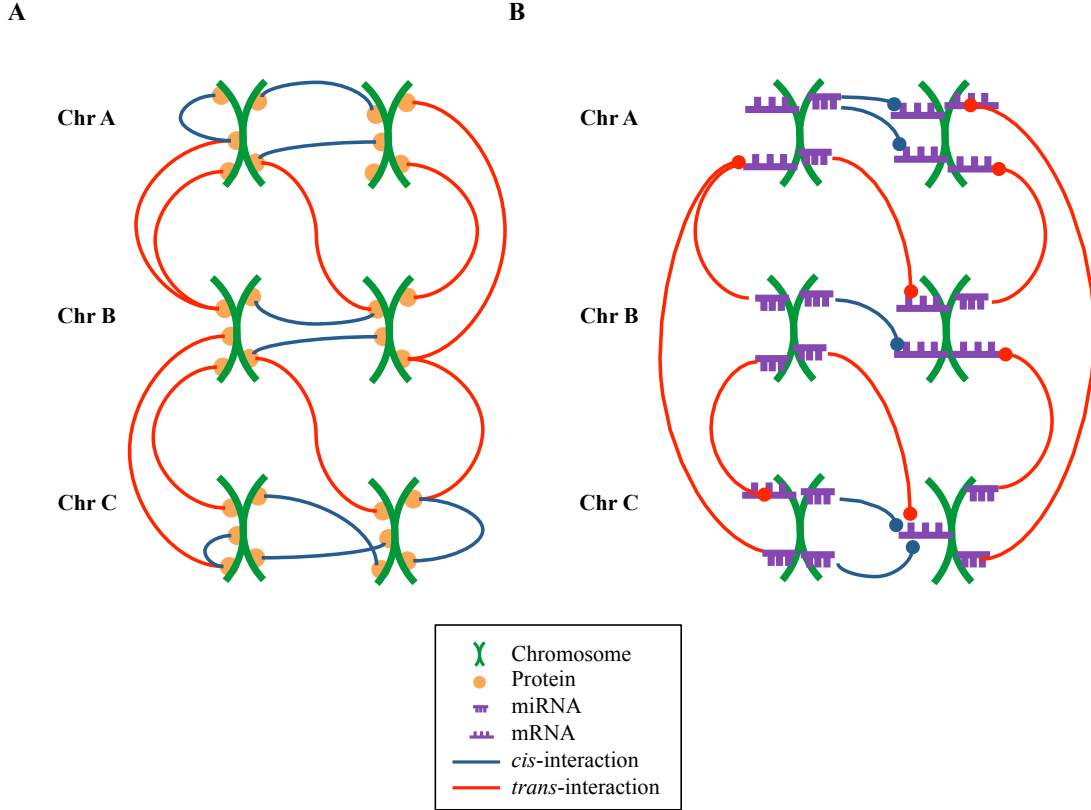 A
B
Chr A
Chr A
Chr B
Chr B
Chr C
Chr C
Chromosome
Protein
miRNA
mRNA
cis-interaction
trans-interaction